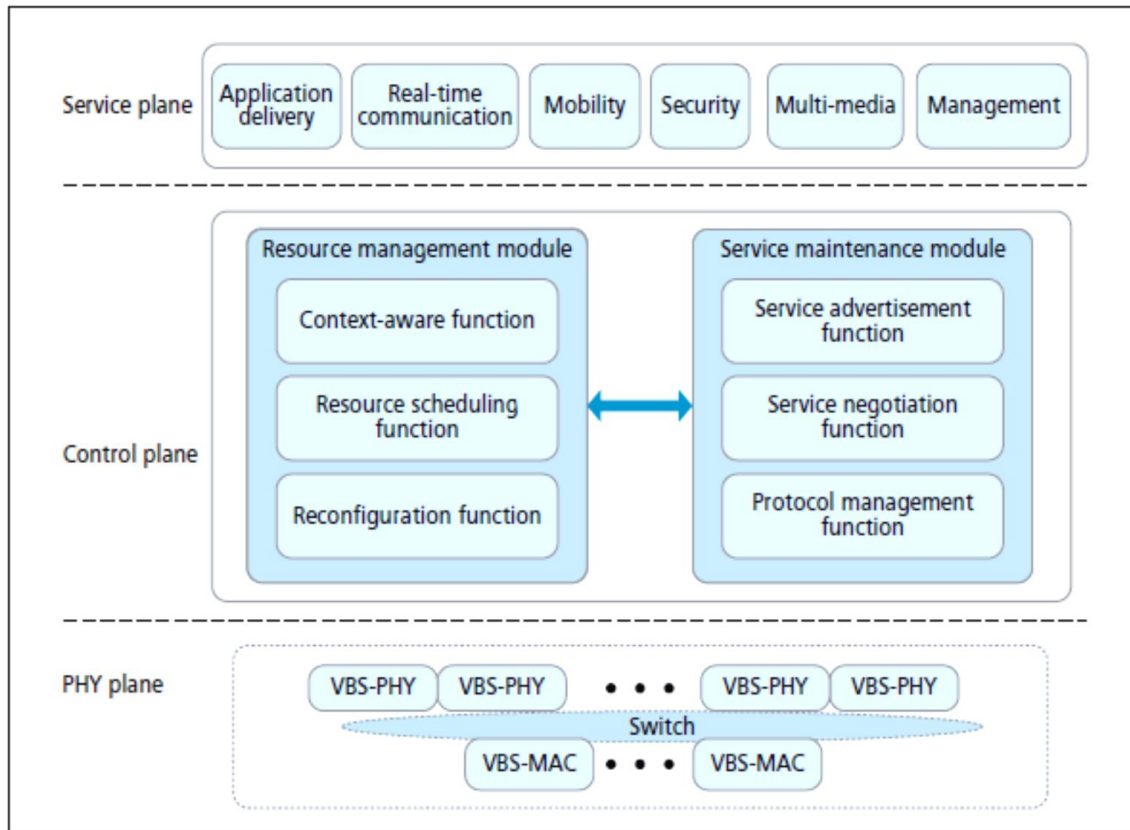 Service plane
Application
delivery
Real-time
communication
Mobility
Security
Multi-media
Management
Control plane
Resource management module
Context-aware function
Resource scheduling
function
Reconfiguration function
Service maintenance module
Service advertisement
function
Service negotiation
function
Protocol management
function
PHY plane
VBS-PHY
VBS-PHY
VBS-PHY
VBS-PHY
Switch
VBS-MAC
VBS-MAC